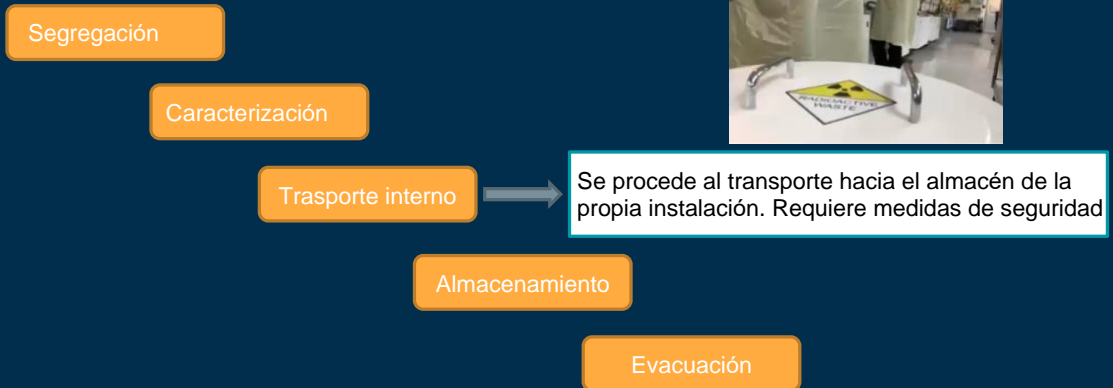 RADIOACTIVE
WASTE
Segregación
Caracterización
Trasporte interno
Se procede al transporte hacia el almacén de la
propia instalación. Requiere medidas de seguridad
Almacenamiento
Evacuación